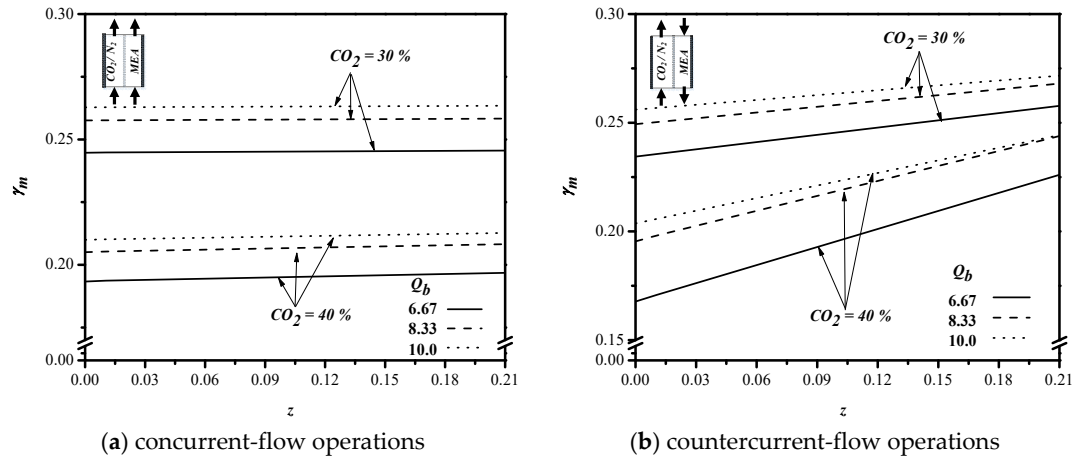 0.30
0.25
0.20
0.00
γm
CO2/ N2
MEA
CO2 = 30 %
CO2 = 40 %
Qb
6.67
8.33
10.0
0.00 0.03 0.06 0.09 0.12 0.15 0.18 0.21
z
(a) concurrent-flow operations
0.30
0.25
0.20
0.15
0.00
γm
CO2/ N2
MEA
CO2 = 30 %
CO2 = 40 %
Qb
6.67
8.33
10.0
0.00 0.03 0.06 0.09 0.12 0.15 0.18 0.21
z
(b) countercurrent-flow operations